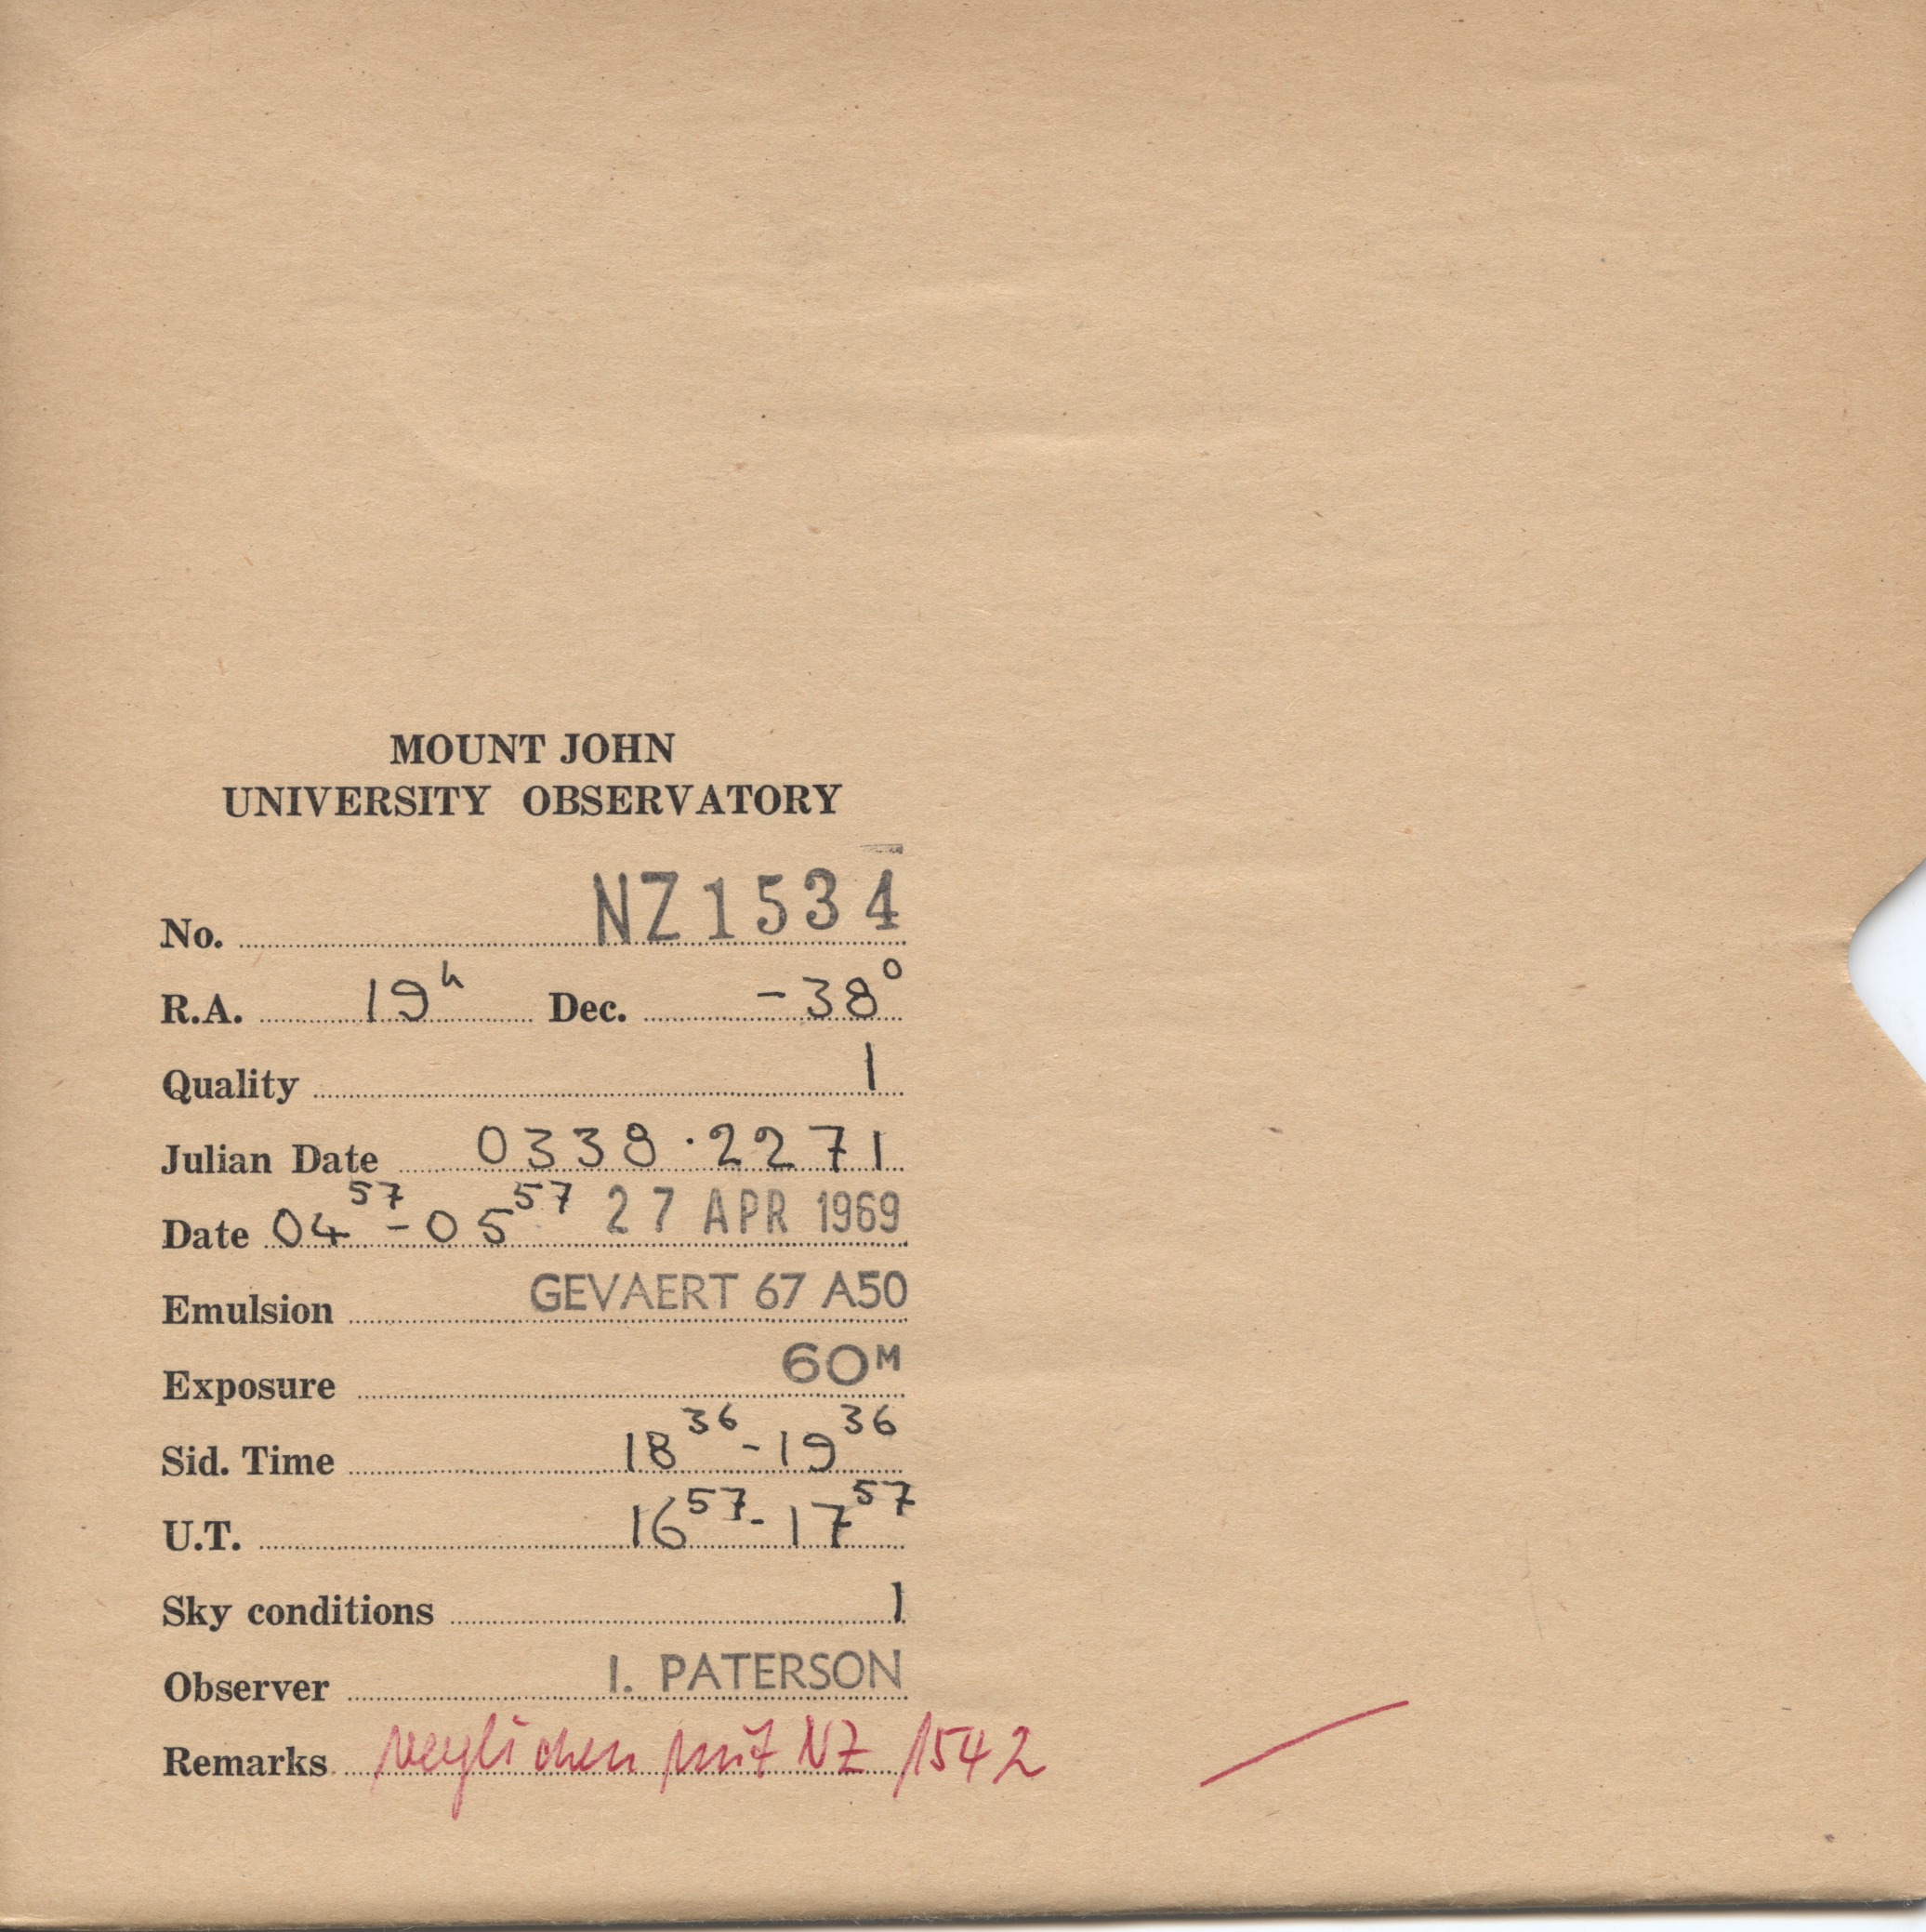 MOUNT JOHN
UNIVERSITY OBSERVATORY
No. NZ1534
R.A. 19h Dec. -38°
Quality 1
Julian Date 0338.2271
Date 04 57 - 05 57 27 APR 1969
Emulsion GEVAERT 67 A50
Exposure 60M
Sid. Time 18 36 - 19 36
U.T. 16 57 - 17 57
Sky conditions 1
Observer I. PATERSON
Remarks verglichen mit NZ 1542